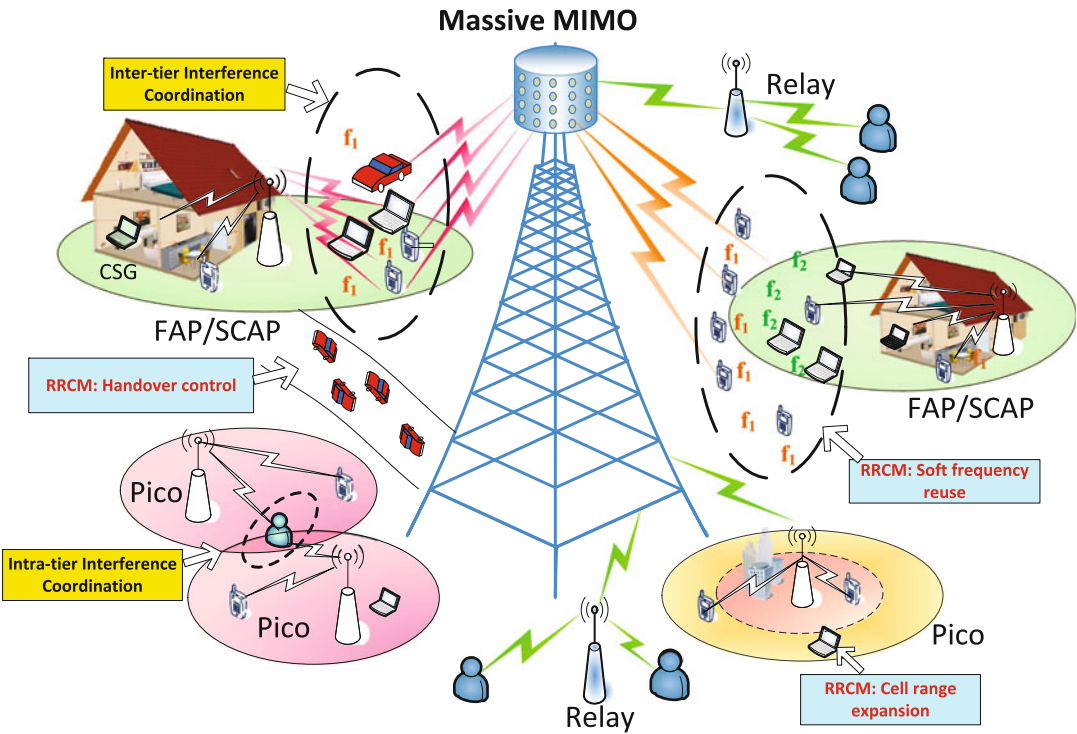 Massive MIMO
Inter-tier Interference
Coordination
Relay
f1
f1
f1
CSG
FAP/SCAP
f1
f1
f1
f1
f1
f1
f2
f2
f2
f2
f1
FAP/SCAP
RRCM: Handover control
RRCM: Soft frequency
reuse
Pico
Intra-tier Interference
Coordination
Pico
Pico
Relay
RRCM: Cell range
expansion